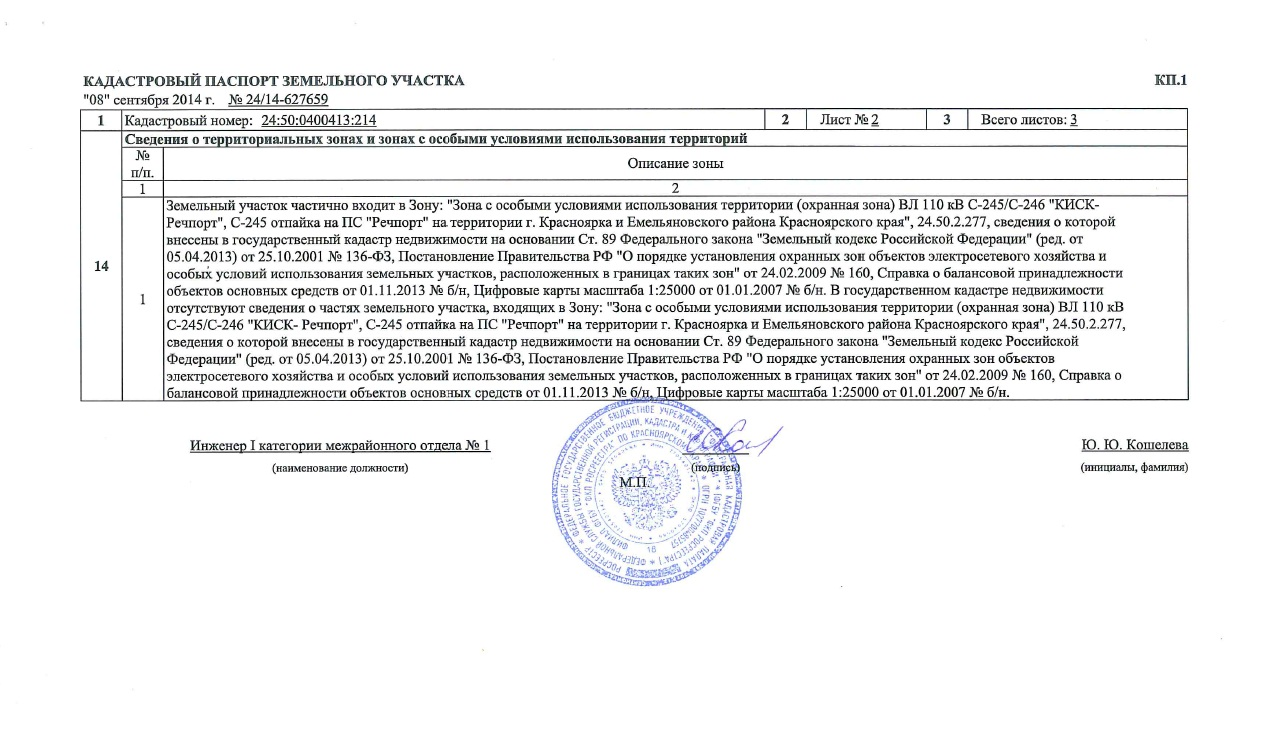 КАДАСТРОВЫЙ ПАСПОРТ ЗЕМЕЛЬНОГО УЧАСТКА КП.1
"08" сентября 2014 г. № 24/14-627659
1 Кадастровый номер: 24:50:0400413:214 2 Лист № 2 3 Всего листов: 3
14 Сведения о территориальных зонах и зонах с особыми условиями использования территорий
№ п/п. Описание зоны
1 2
1 Земельный участок частично входит в Зону: "Зона с особыми условиями использования территории (охранная зона) ВЛ 110 кВ С-245/С-246 "КИСК-
Речпорт", С-245 отпайка на ПС "Речпорт" на территории г. Красноярка и Емельяновского района Красноярского края", 24.50.2.277, сведения о которой
внесены в государственный кадастр недвижимости на основании Ст. 89 Федерального закона "Земельный кодекс Российской Федерации" (ред. от
05.04.2013) от 25.10.2001 № 136-ФЗ, Постановление Правительства РФ "О порядке установления охранных зон объектов электросетевого хозяйства и
особых условий использования земельных участков, расположенных в границах таких зон" от 24.02.2009 № 160, Справка о балансовой принадлежности
объектов основных средств от 01.11.2013 № б/н, Цифровые карты масштаба 1:25000 от 01.01.2007 № б/н. В государственном кадастре недвижимости
отсутствуют сведения о частях земельного участка, входящих в Зону: "Зона с особыми условиями использования территории (охранная зона) ВЛ 110 кВ
С-245/С-246 "КИСК- Речпорт", С-245 отпайка на ПС "Речпорт" на территории г. Красноярка и Емельяновского района Красноярского края", 24.50.2.277,
сведения о которой внесены в государственный кадастр недвижимости на основании Ст. 89 Федерального закона "Земельный кодекс Российской
Федерации" (ред. от 05.04.2013) от 25.10.2001 № 136-ФЗ, Постановление Правительства РФ "О порядке установления охранных зон объектов
электросетевого хозяйства и особых условий использования земельных участков, расположенных в границах таких зон" от 24.02.2009 № 160, Справка о
балансовой принадлежности объектов основных средств от 01.11.2013 № б/н, Цифровые карты масштаба 1:25000 от 01.01.2007 № б/н.
Инженер I категории межрайонного отдела № 1 Ю. Ю. Кошелева
(наименование должности) (подпись) (инициалы, фамилия)
М.П.